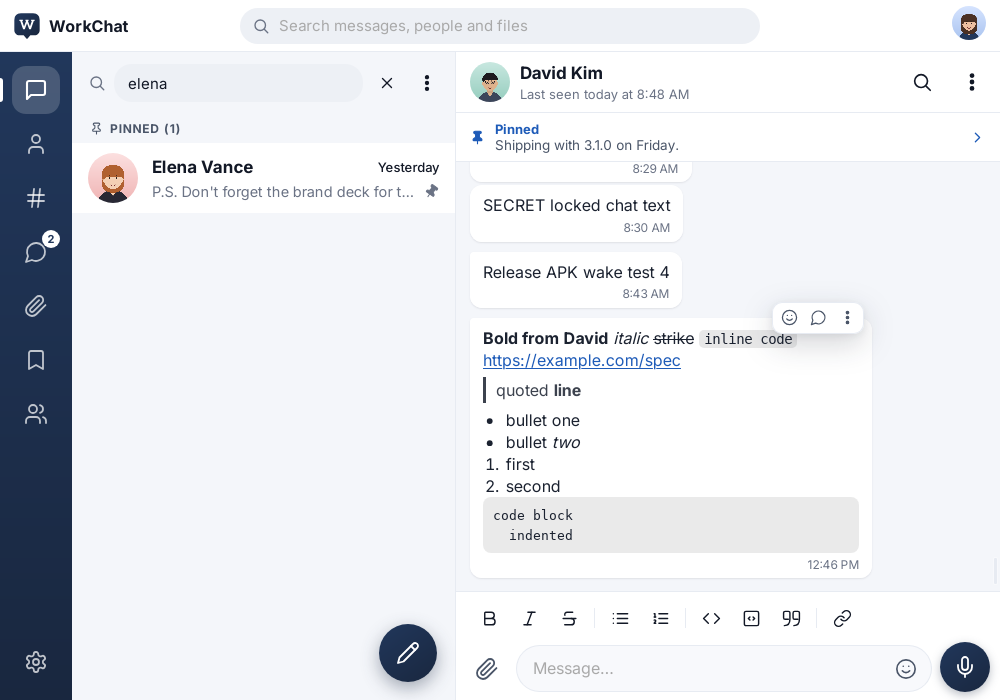 WorkChat
Search messages, people and files
elena
PINNED (1)
Elena Vance
Yesterday
P.S. Don't forget the brand deck for t...
2
David Kim
Last seen today at 8:48 AM
Pinned
Shipping with 3.1.0 on Friday.
8:29 AM
SECRET locked chat text
8:30 AM
Release APK wake test 4
8:43 AM
Bold from David italic strike inline code
https://example.com/spec
quoted line
• bullet one
• bullet two
1. first
2. second
code block
  indented
12:46 PM
Message...